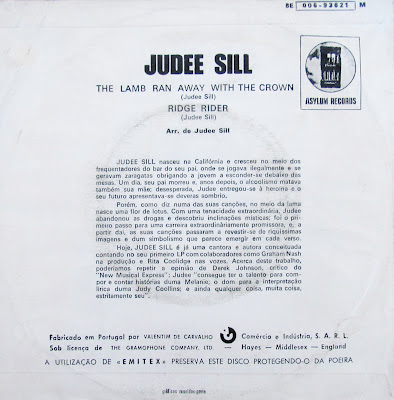 8E 006-93621 M
JUDEE SILL
THE LAMB RAN AWAY WITH THE CROWN
(Judee Sill)
RIDGE RIDER
(Judee Sill)
Arr. de Judee Sill
ASYLUM RECORDS
JUDEE SILL nasceu na Califórnia e cresceu no meio dos
frequentadores do bar do seu pai, onde se jogava ilegalmente e se
geravam zaragatas obrigando a jovem a esconder-se debaixo das
mesas. Um dia, seu pai morreu e, anos depois, o alcoolismo matava
também sua mãe; desesperada, Judee entregou-se à heroína e o
seu futuro apresentava-se deveras sombrio.
Porém, como diz numa das suas canções, no meio da lama
nasce uma flor de lotus. Com uma tenacidade extraordinária, Judee
abandonou as drogas e descobriu inclinações místicas; foi o pri-
meiro passo para uma carreira extraordinàriamente promissora, e, a
partir daí, as suas canções passaram a revestir-se de riquíssimas
imagens e dum simbolismo que parece emergir em cada verso.
Hoje, JUDEE SILL é já uma cantora e autora conceituada
contando no seu primeiro LP com colaboradores como Graham Nash
na produção e Rita Coolidge nas vozes. Acerca deste trabalho,
poderíamos repetir a opinião de Derek Johnson, crítico do
"New Musical Express": Judee "consegue ter o talento para com-
por e contar histórias duma Melanie; o dom para a interpretação
lírica duma Judy Coollins; e ainda qualquer coisa, muita coisa,
estritamente seu".
Fabricado em Portugal por VALENTIM DE CARVALHO Comércio e Indústria, S. A. R. L.
Sob licença de THE GRAMOPHONE COMPANY, LTD. — Hayes - Middlesex - England
A UTILIZAÇÃO DE «EMITEX» PRESERVA ESTE DISCO PROTEGENDO-O DA POEIRA